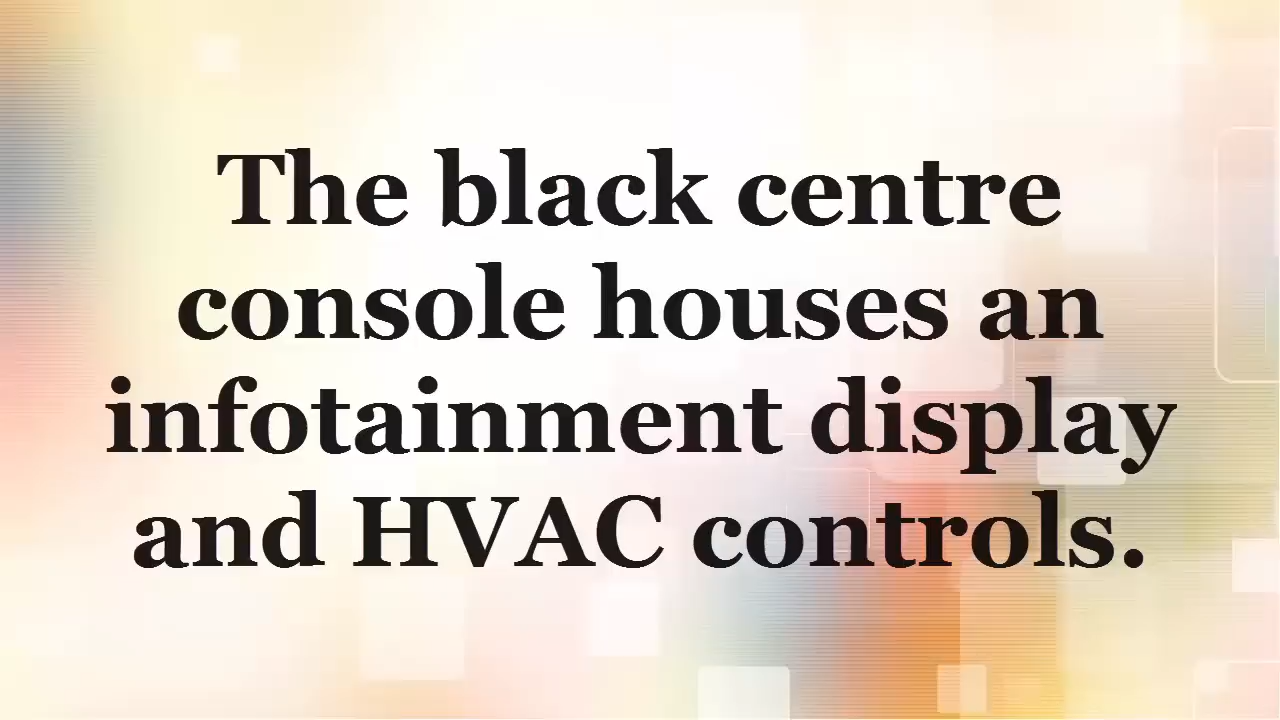 The black centre
console houses an
infotainment display
and HVAC controls.